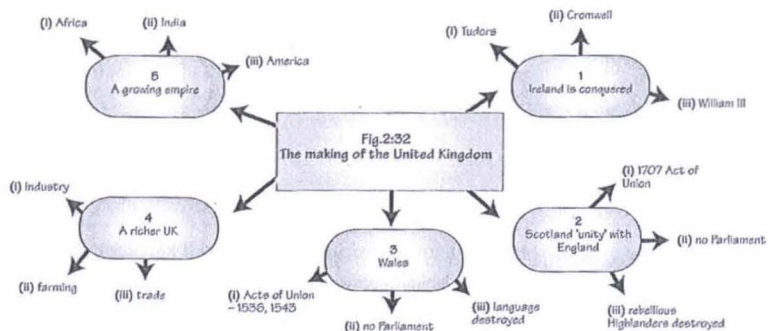 Fig.2:32
The making of the United Kingdom
1
Ireland is conquered
(i) Tudors
(ii) Cromwell
(iii) William III
2
Scotland 'unity' with
England
(i) 1707 Act of
Union
(ii) no Parliament
(iii) rebellious
Highlanders destroyed
3
Wales
(i) Acts of Union
– 1536, 1543
(ii) no Parliament
(iii) language
destroyed
4
A richer UK
(i) Industry
(ii) farming
(iii) trade
5
A growing empire
(i) Africa
(ii) India
(iii) America